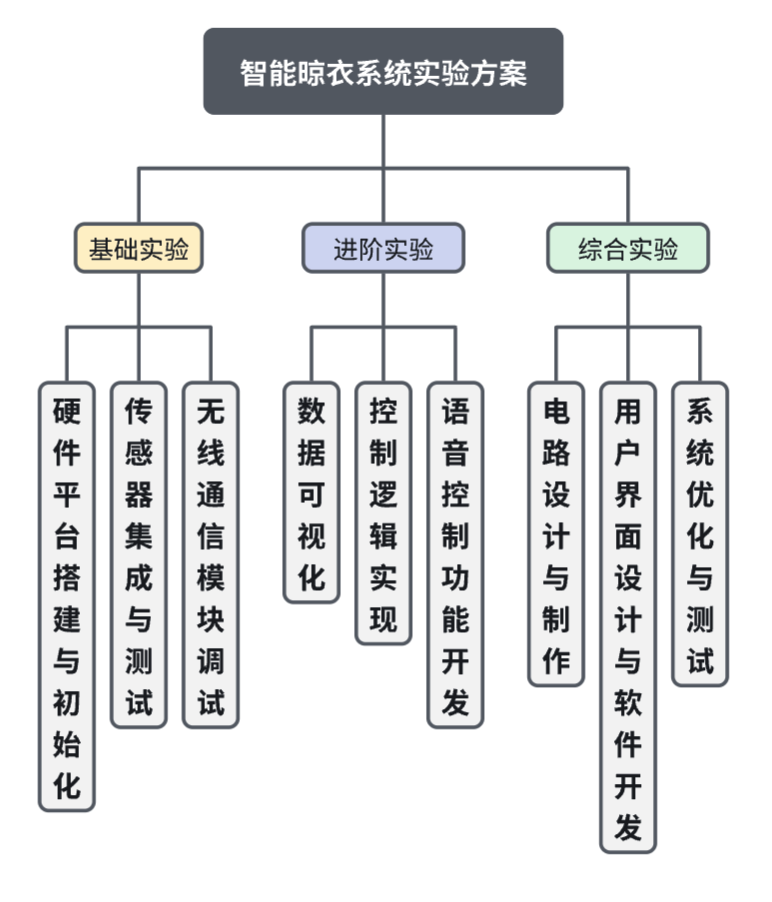 智能晾衣系统实验方案
基础实验
进阶实验
综合实验
硬件平台搭建与初始化
传感器集成与测试
无线通信模块调试
数据可视化
控制逻辑实现
语音控制功能开发
电路设计与制作
用户界面设计与软件开发
系统优化与测试